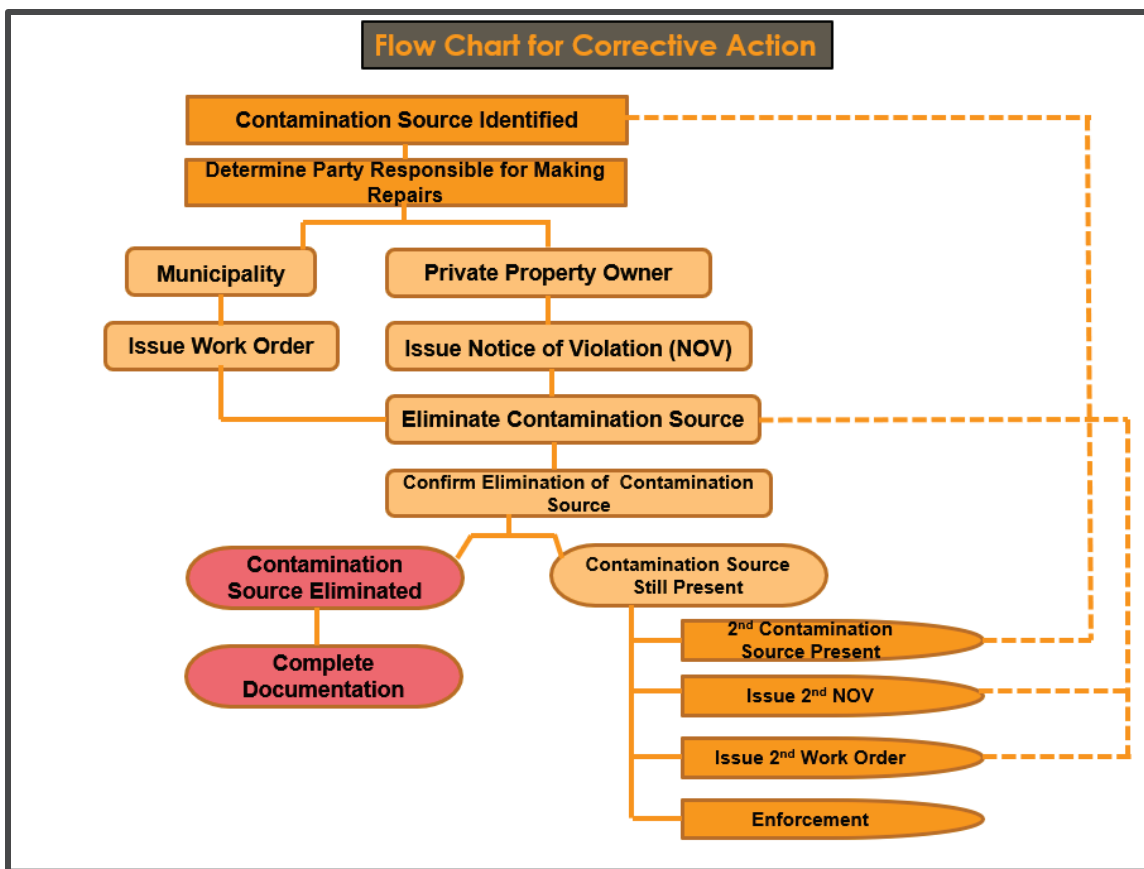 Flow Chart for Corrective Action
Contamination Source Identified
Determine Party Responsible for Making
Repairs
Municipality
Private Property Owner
Issue Work Order
Issue Notice of Violation (NOV)
Eliminate Contamination Source
Confirm Elimination of Contamination
Source
Contamination
Source Eliminated
Contamination Source
Still Present
2nd Contamination
Source Present
Complete
Documentation
Issue 2nd NOV
Issue 2nd Work Order
Enforcement